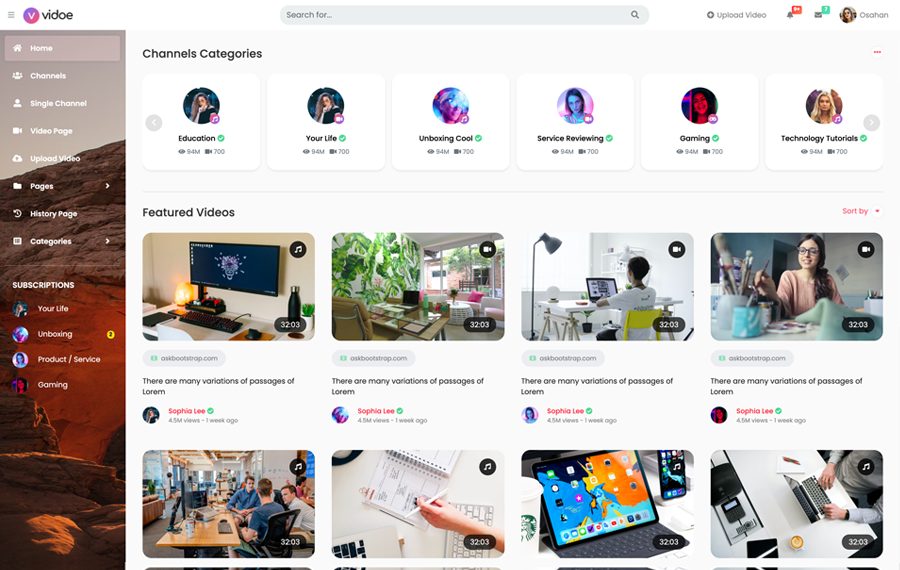 vidoe
Search for...
Upload Video
9+
7
Osahan
Home
Channels
Single Channel
Video Page
Upload Video
Pages
History Page
Categories
SUBSCRIPTIONS
Your Life
Unboxing
2
Product / Service
Gaming
Channels Categories
Education
94M 700
Your Life
94M 700
Unboxing Cool
94M 700
Service Reviewing
94M 700
Gaming
94M 700
Technology Tutorials
94M 700
Featured Videos
Sort by
32:03
askbootstrap.com
There are many variations of passages of
Lorem
Sophia Lee
4.5M views - 1 week ago
32:03
askbootstrap.com
There are many variations of passages of
Lorem
Sophia Lee
4.5M views - 1 week ago
32:03
askbootstrap.com
There are many variations of passages of
Lorem
Sophia Lee
4.5M views - 1 week ago
32:03
askbootstrap.com
There are many variations of passages of
Lorem
Sophia Lee
4.5M views - 1 week ago
32:03
32:03
32:03
32:03